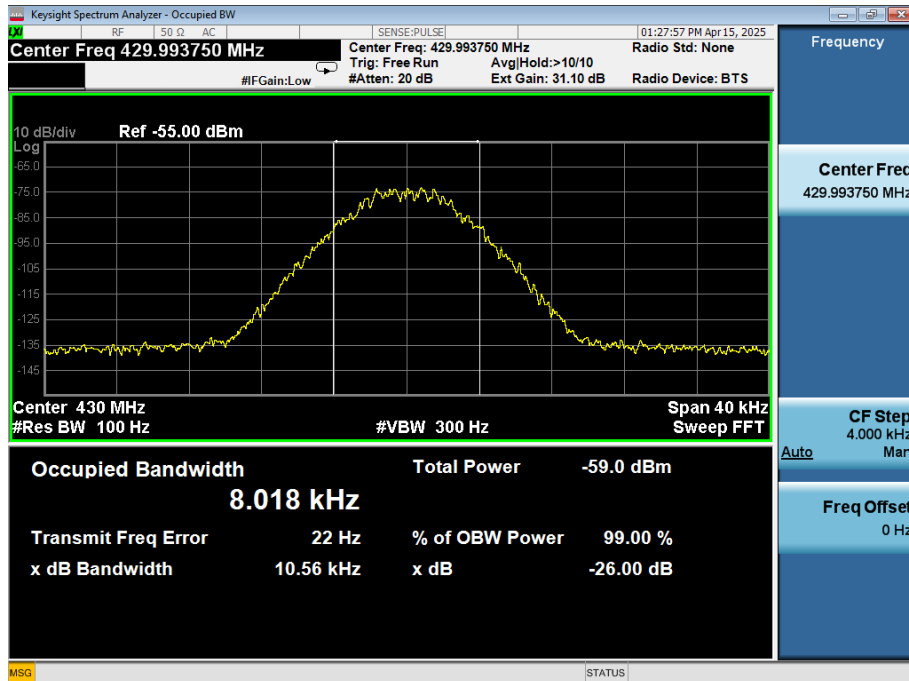 Keysight Spectrum Analyzer - Occupied BW
LXI RF 50 Ω AC SENSE:PULSE 01:27:57 PM Apr 15, 2025
Center Freq 429.993750 MHz
Center Freq: 429.993750 MHz Radio Std: None
Trig: Free Run Avg|Hold:>10/10
#IFGain:Low #Atten: 20 dB Ext Gain: 31.10 dB Radio Device: BTS
10 dB/div Ref -55.00 dBm
Log
-65.0
-75.0
-85.0
-95.0
-105
-115
-125
-135
-145
Center 430 MHz Span 40 kHz
#Res BW 100 Hz #VBW 300 Hz Sweep FFT
Occupied Bandwidth Total Power -59.0 dBm
8.018 kHz
Transmit Freq Error 22 Hz % of OBW Power 99.00 %
x dB Bandwidth 10.56 kHz x dB -26.00 dB
Frequency
Center Freq
429.993750 MHz
CF Step
4.000 kHz
Auto Man
Freq Offset
0 Hz
MSG STATUS